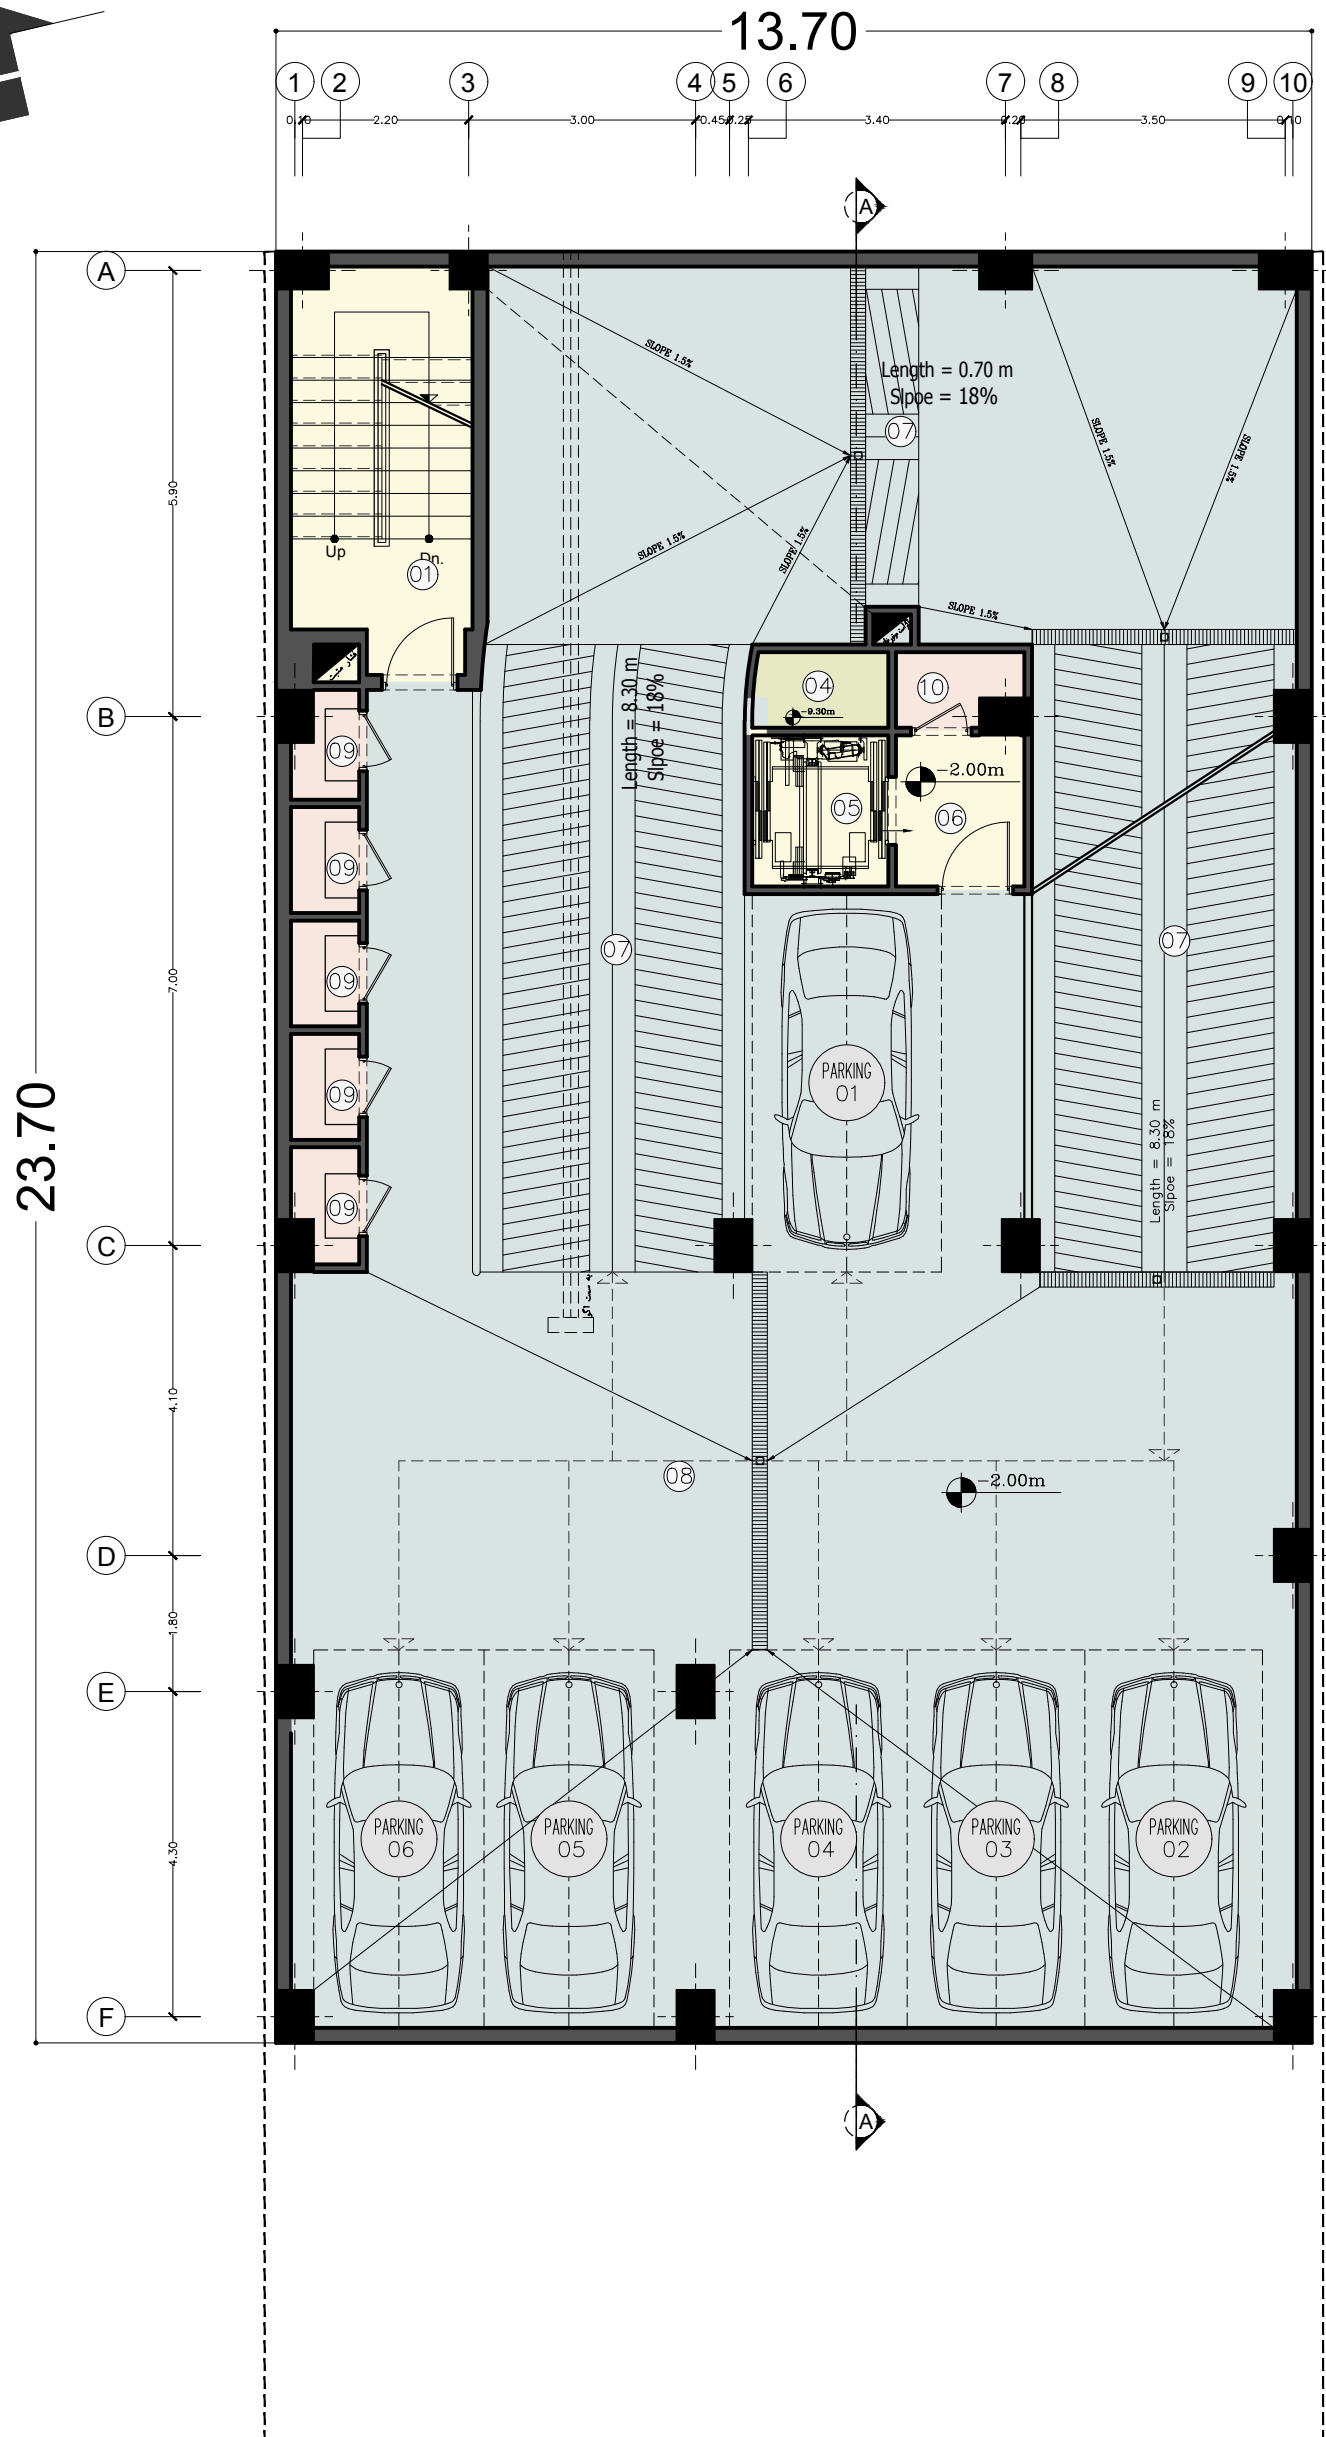 13.70
1 2 3 4 5 6 7 8 9 10
0.10 2.20 3.00 0.45 0.25 3.40 0.20 3.50 0.10
A
A
SLOPE 1.5%
Length = 0.70 m
Slpoe = 18%
07
SLOPE 1.5%
SLOPE 1.5%
5.90
SLOPE 1.5%
SLOPE 1.5%
Up
Dn.
01
SLOPE 1.5%
Length = 8.30 m
Slpoe = 18%
04
-9.30m
10
B
09
-2.00m
05
06
09
07
07
7.00
09
PARKING
01
09
23.70
Length = 8.30 m
Slpoe = 18%
09
C
4.10
08
-2.00m
D
1.80
E
PARKING
06
PARKING
05
PARKING
04
PARKING
03
PARKING
02
4.30
F
A